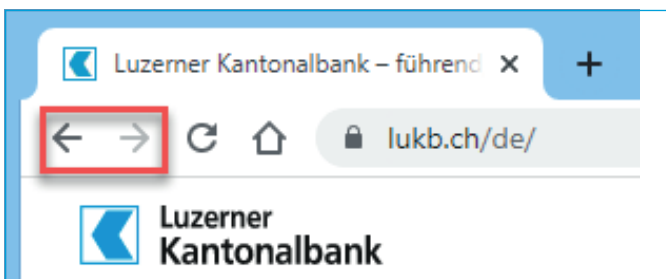 Luzerner Kantonalbank – führend
lukb.ch/de/
Luzerner
Kantonalbank